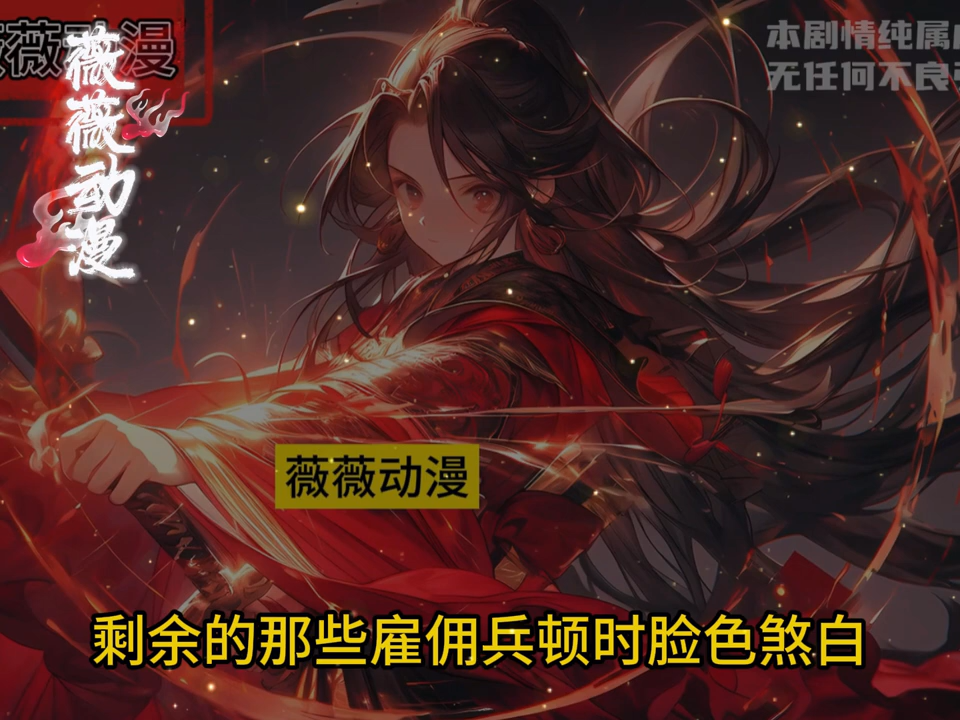 薇薇动漫
薇薇动漫
本剧情纯属
无任何不良
薇薇动漫
剩余的那些雇佣兵顿时脸色煞白